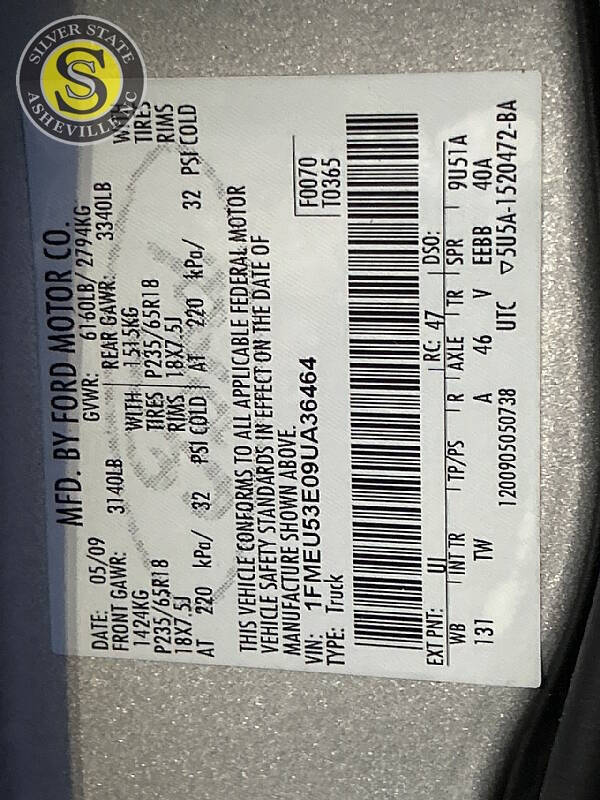 SILVER STATE
S
ASHEVILLE NC
MFD. BY FORD MOTOR CO.
DATE: 05/09 GVWR: 6160LB/ 2794KG
FRONT GAWR: 3140LB REAR GAWR: 3340LB
1424KG WITH 1515KG WITH
P235/65R18 TIRES P235/65R18 TIRES
18X7.5J RIMS 18X7.5J RIMS
AT 220 kPa/ 32 PSI COLD AT 220 kPa/ 32 PSI COLD
THIS VEHICLE CONFORMS TO ALL APPLICABLE FEDERAL MOTOR
VEHICLE SAFETY STANDARDS IN EFFECT ON THE DATE OF
MANUFACTURE SHOWN ABOVE.
VIN: 1FMEU53E09UA36464 F0070
TYPE: Truck T0365
EXT PNT: UI RC: 47 DSO:
WB INT TR TP/PS R AXLE TR SPR 9U51A
131 TW A 46 V EEBB 40A
1200905050738 UTC ▽5U5A-1520472-BA